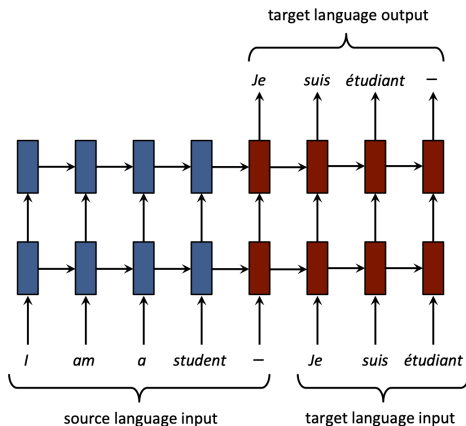 target language output
Je suis étudiant –
I am a student – Je suis étudiant
source language input target language input